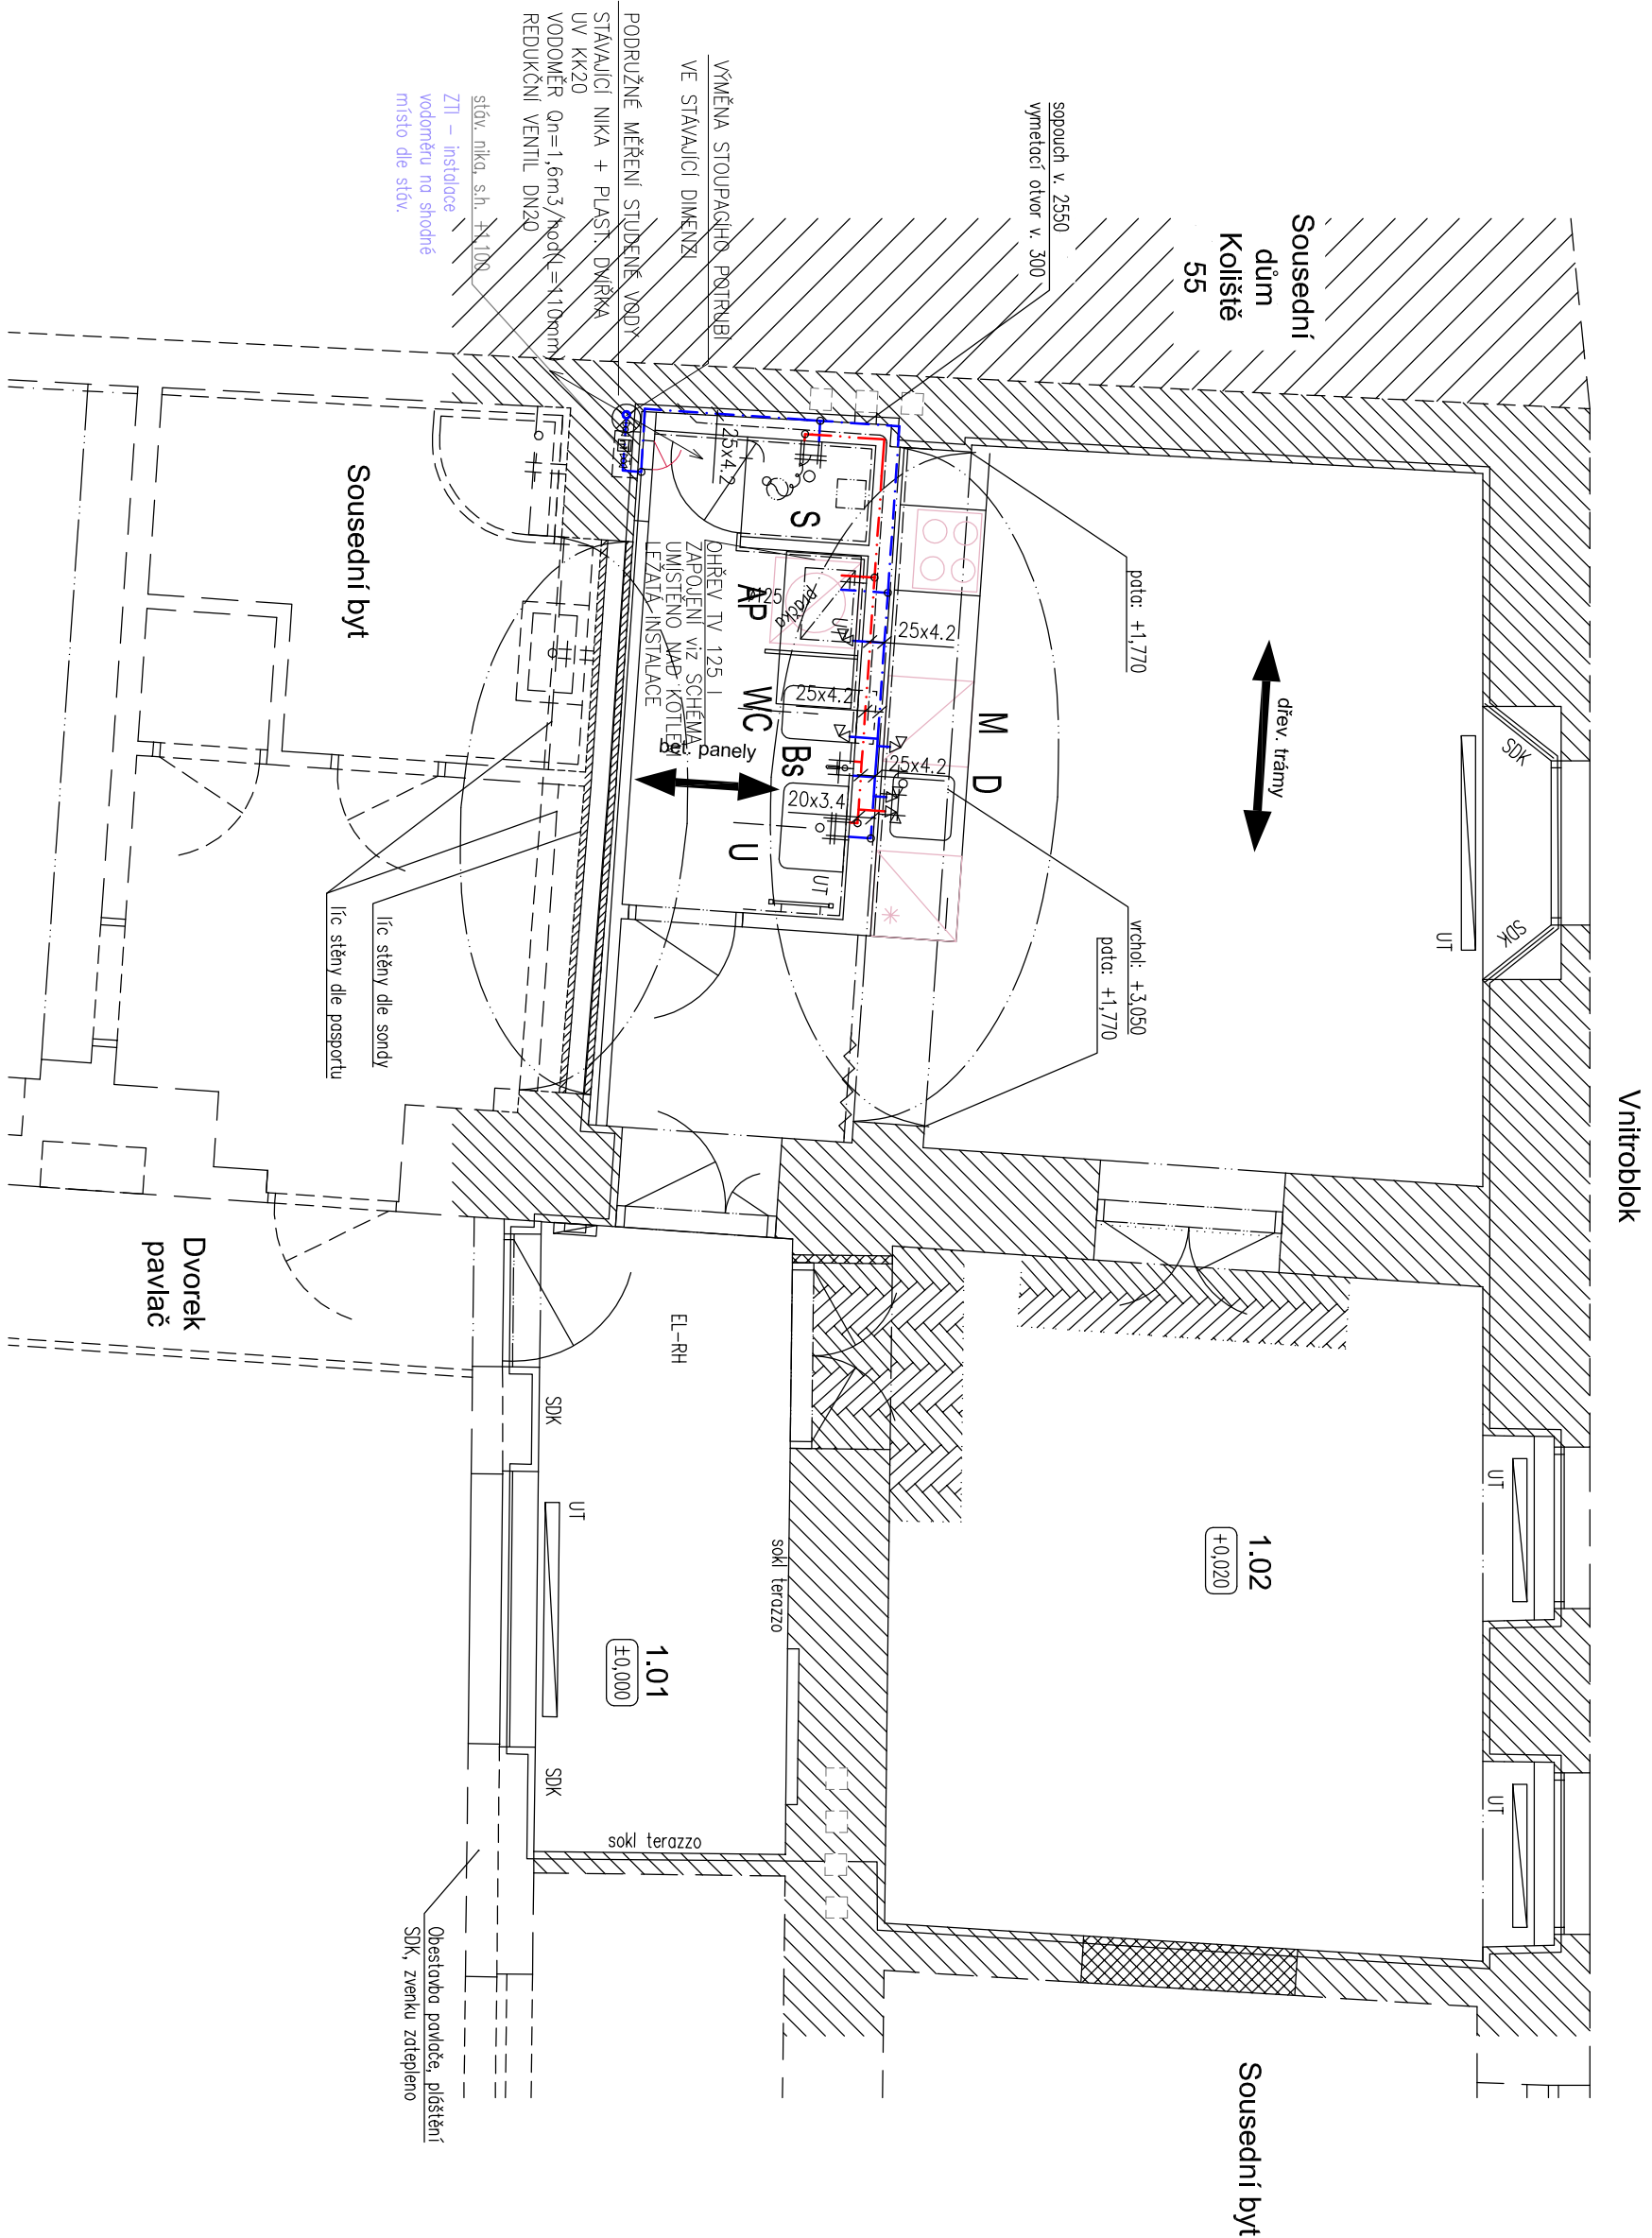 Vnitroblok
Sousední
dům
Koliště
55
sopouch v. 2550
vymetací otvor v. 300
VÝMĚNA STOUPACÍHO POTRUBÍ
VE STÁVAJÍCÍ DIMENZI
PODRUŽNÉ MĚŘENÍ STUDENÉ VODY
STÁVAJÍCÍ NIKA + PLAST. DVÍŘKA
UV KK20
VODOMĚR Qn=1,6m3/hod(L=110mm)
REDUKČNÍ VENTIL DN20
stáv. nika, s.h. +1,100
ZTI – instalace
vodoměru na shodné
místo dle stáv.
pata: +1,770
dřev. trámy
SDK
SDK
UT
vrchol: +3,050
pata: +1,770
M
D
25x4.2
25x4.2
25x4.2
25x4.2
20x3.4
S
AP
pračka
U
WC
Bs
U
UT
OHŘEV TV 125 l
ZAPOJENÍ viz SCHÉMA
UMÍSTĚNO NAD KOTLEM
LEŽATÁ INSTALACE
bet. panely
Sousední byt
líc stěny dle sondy
líc stěny dle pasportu
Dvorek
pavlač
EL–RH
SDK
UT
SDK
sokl terazzo
1.01
±0,000
sokl terazzo
1.02
+0,020
UT
UT
Obestavba pavlače, pláštění
SDK, zvenku zatepleno
Sousední byt